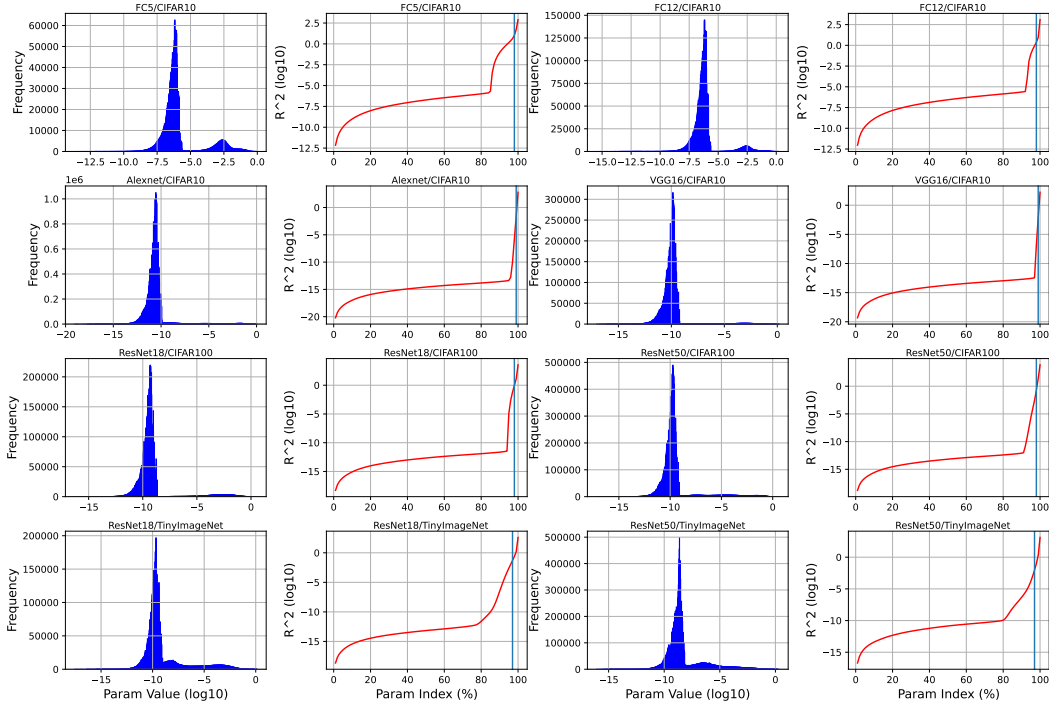 FC5/CIFAR10
Frequency
60000
50000
40000
30000
20000
10000
0
−12.5 −10.0 −7.5 −5.0 −2.5 0.0
FC5/CIFAR10
R^2 (log10)
2.5
0.0
−2.5
−5.0
−7.5
−10.0
−12.5
0 20 40 60 80 100
FC12/CIFAR10
150000
125000
100000
75000
50000
25000
0
−15.0 −12.5 −10.0 −7.5 −5.0 −2.5 0.0
FC12/CIFAR10
R^2 (log10)
2.5
0.0
−2.5
−5.0
−7.5
−10.0
−12.5
0 20 40 60 80 100
Alexnet/CIFAR10
1e6
Frequency
1.0
0.8
0.6
0.4
0.2
0.0
−20 −15 −10 −5 0
Alexnet/CIFAR10
R^2 (log10)
0
−5
−10
−15
−20
0 20 40 60 80 100
VGG16/CIFAR10
300000
250000
200000
150000
100000
50000
0
−15 −10 −5 0
VGG16/CIFAR10
R^2 (log10)
0
−5
−10
−15
−20
0 20 40 60 80 100
ResNet18/CIFAR100
Frequency
200000
150000
100000
50000
0
−15 −10 −5 0
ResNet18/CIFAR100
R^2 (log10)
0
−5
−10
−15
0 20 40 60 80 100
ResNet50/CIFAR100
500000
400000
300000
200000
100000
0
−15 −10 −5 0
ResNet50/CIFAR100
R^2 (log10)
0
−5
−10
−15
0 20 40 60 80 100
ResNet18/TinyImageNet
Frequency
200000
150000
100000
50000
0
−15 −10 −5 0
Param Value (log10)
ResNet18/TinyImageNet
R^2 (log10)
0
−5
−10
−15
0 20 40 60 80 100
Param Index (%)
ResNet50/TinyImageNet
500000
400000
300000
200000
100000
0
−15 −10 −5 0
Param Value (log10)
ResNet50/TinyImageNet
R^2 (log10)
0
−5
−10
−15
0 20 40 60 80 100
Param Index (%)